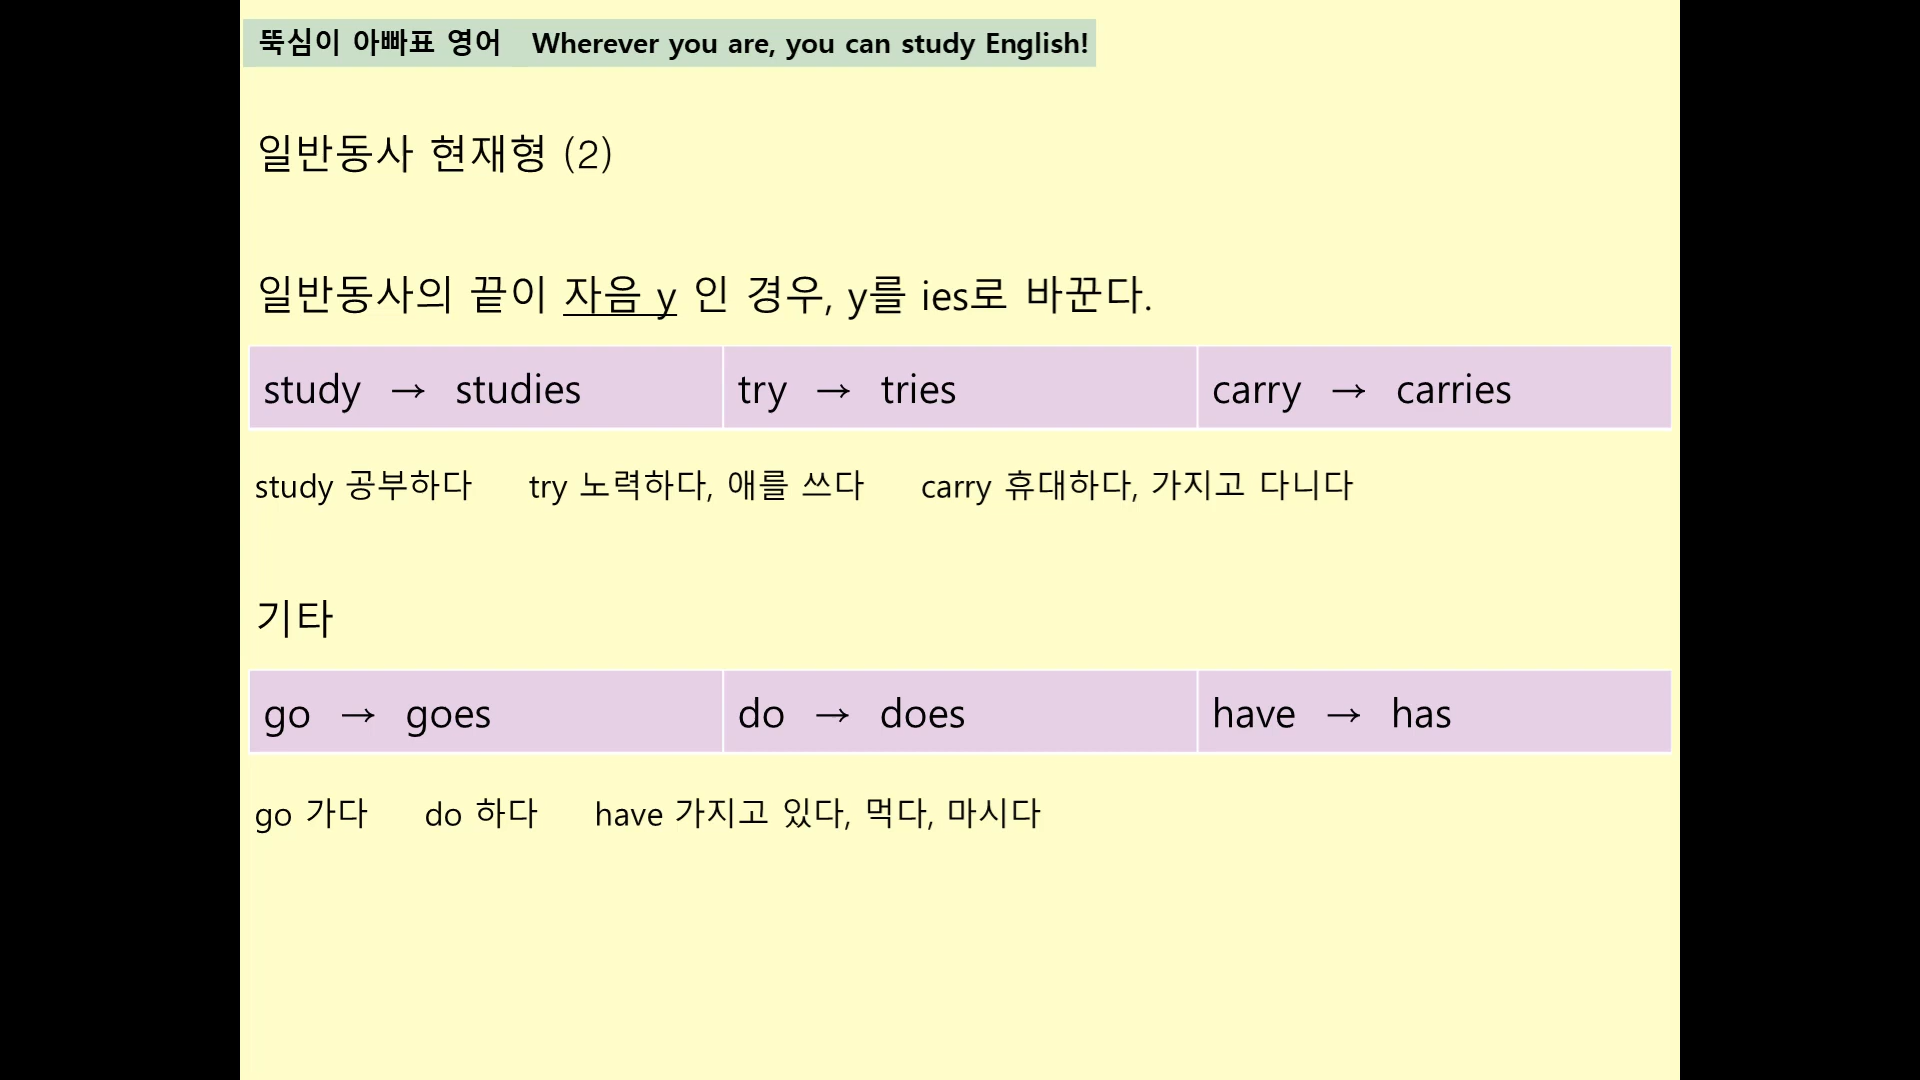 뚝심이 아빠표 영어 Wherever you are, you can study English!
일반동사 현재형 (2)
일반동사의 끝이 자음 y 인 경우, y를 ies로 바꾼다.
study → studies try → tries carry → carries
study 공부하다 try 노력하다, 애를 쓰다 carry 휴대하다, 가지고 다니다
기타
go → goes do → does have → has
go 가다 do 하다 have 가지고 있다, 먹다, 마시다